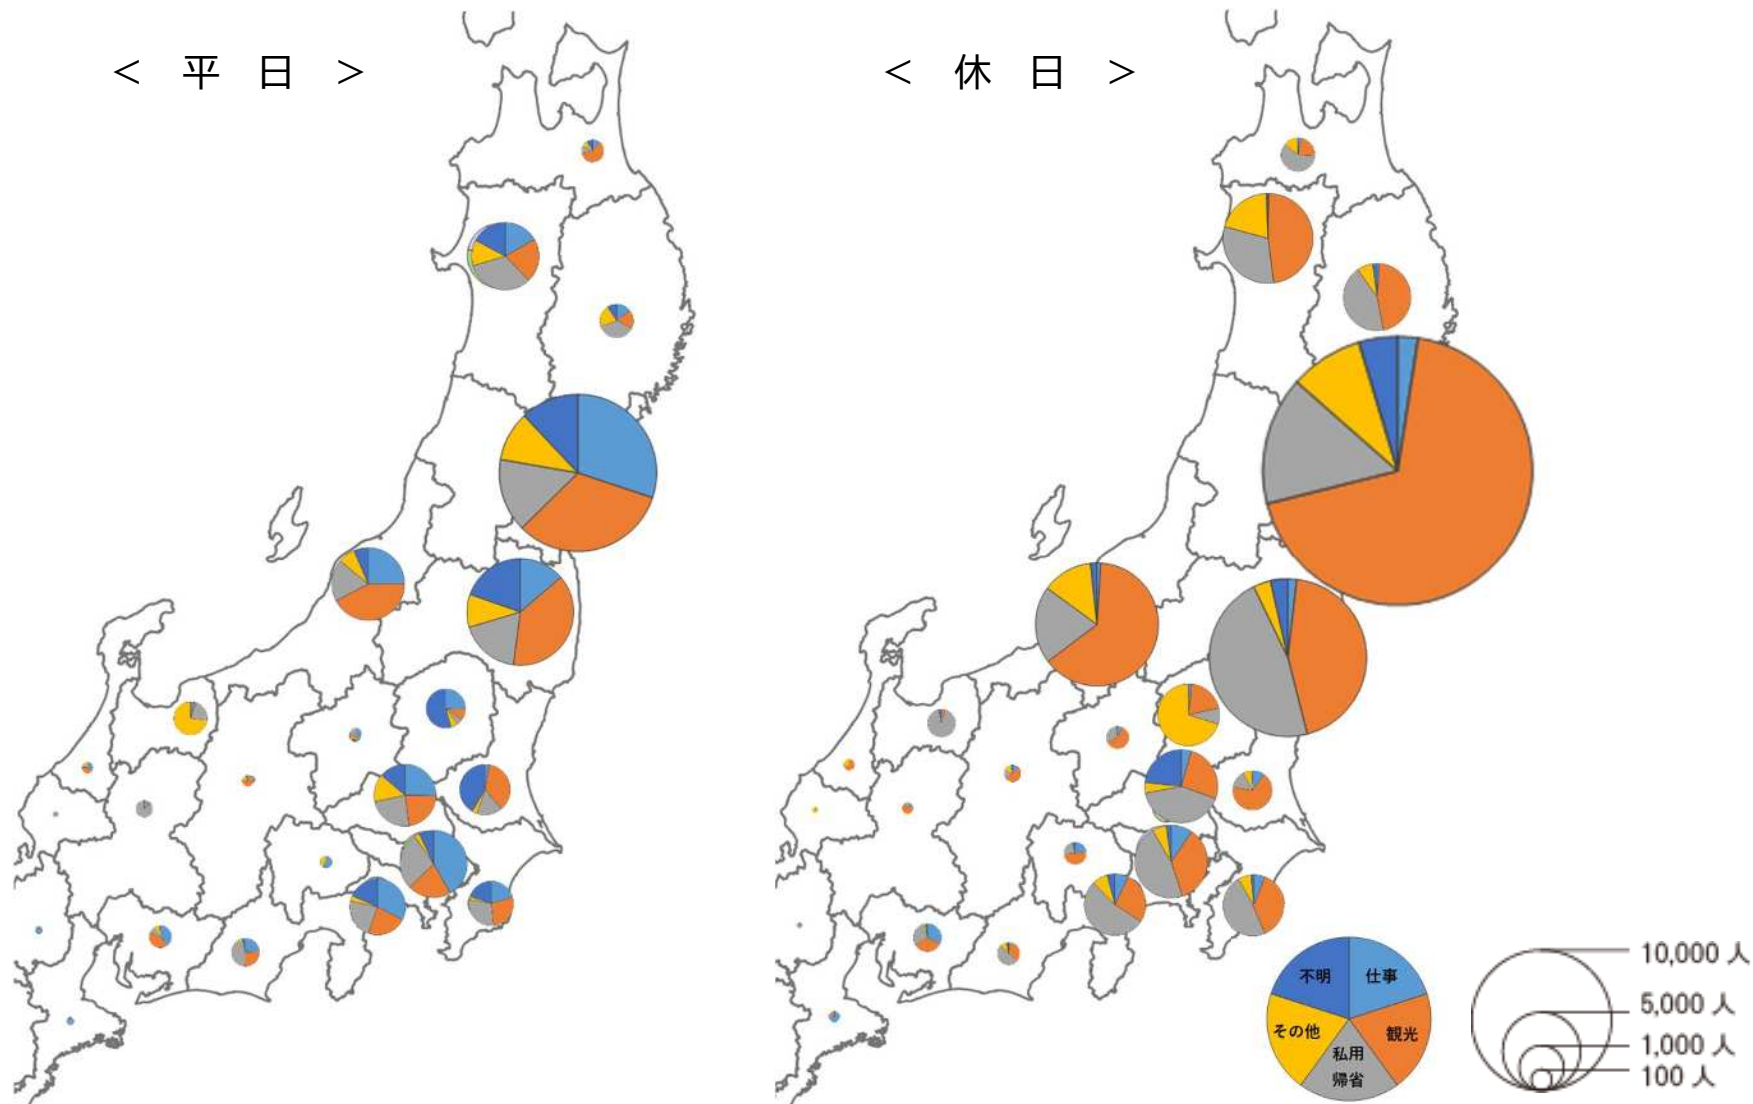 ＜ 平 日 ＞
＜ 休 日 ＞
不明
仕事
その他
観光
私用
帰省
10,000 人
5,000 人
1,000 人
100 人